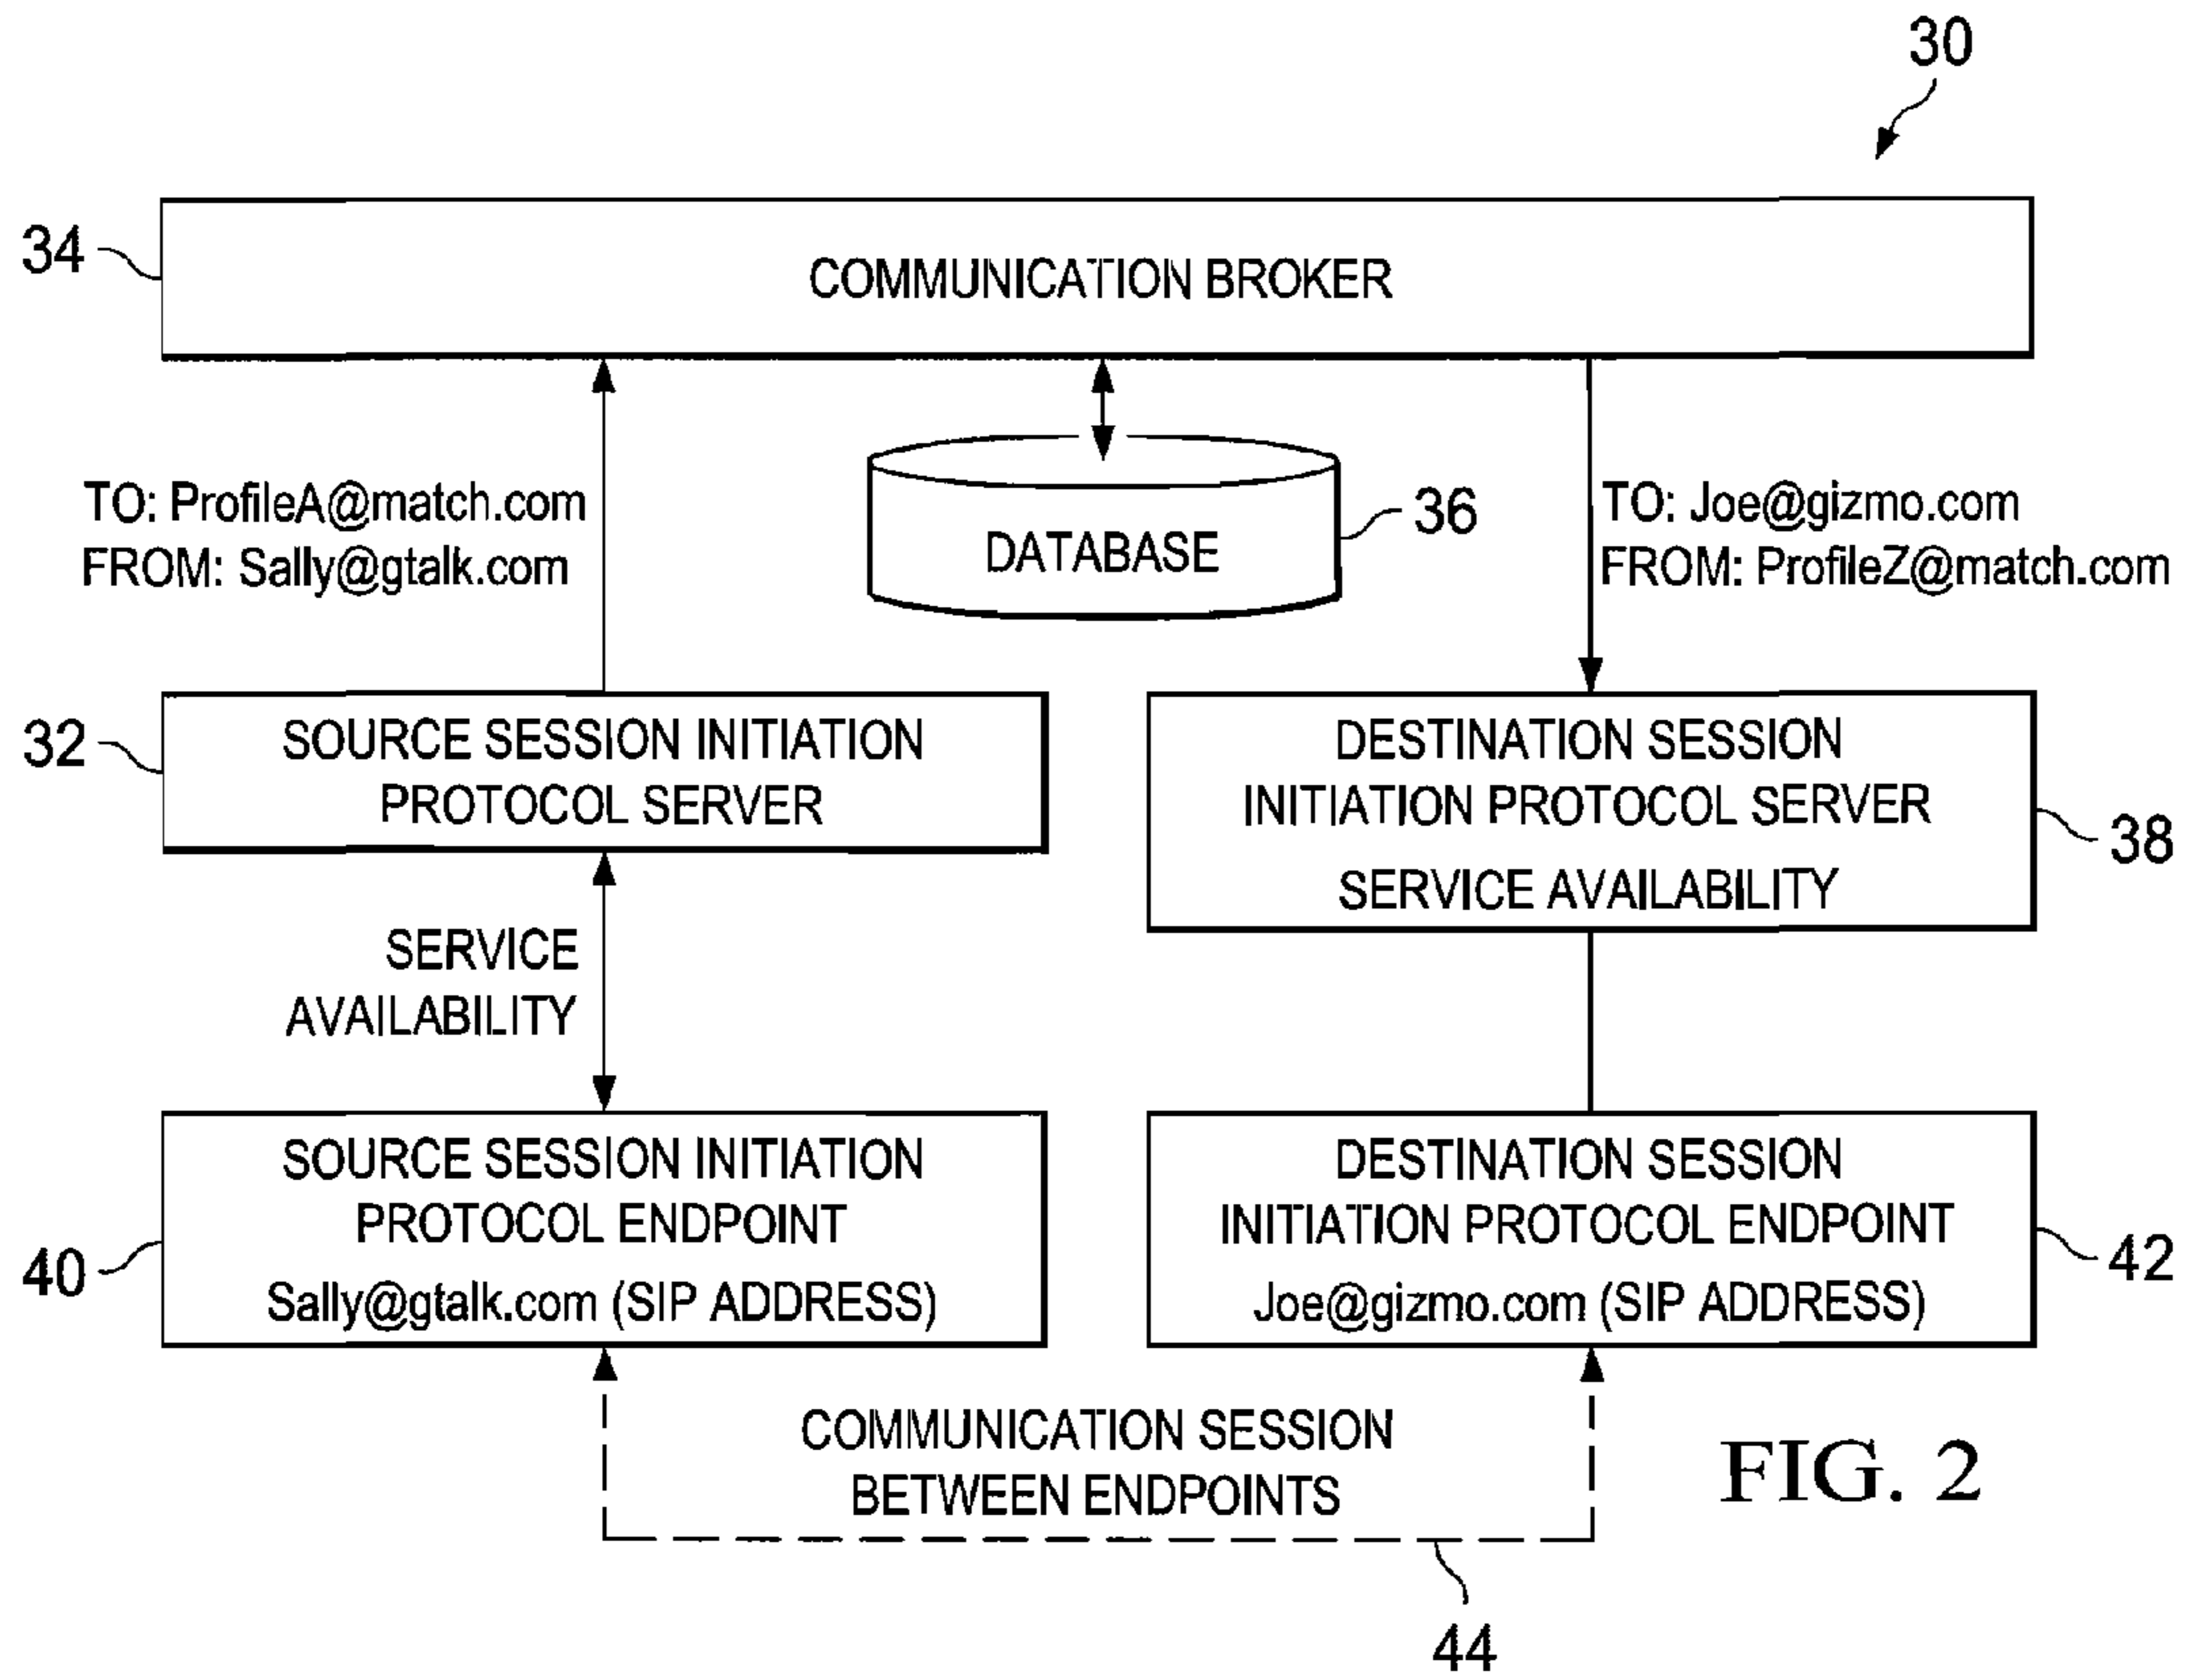 30
34
COMMUNICATION BROKER
TO: ProfileA@match.com
FROM: Sally@gtalk.com
DATABASE
36
TO: Joe@gizmo.com
FROM: ProfileZ@match.com
32
SOURCE SESSION INITIATION
PROTOCOL SERVER
DESTINATION SESSION
INITIATION PROTOCOL SERVER
SERVICE AVAILABILITY
38
SERVICE
AVAILABILITY
40
SOURCE SESSION INITIATION
PROTOCOL ENDPOINT
Sally@gtalk.com (SIP ADDRESS)
DESTINATION SESSION
INITIATION PROTOCOL ENDPOINT
Joe@gizmo.com (SIP ADDRESS)
42
COMMUNICATION SESSION
BETWEEN ENDPOINTS
44
FIG. 2